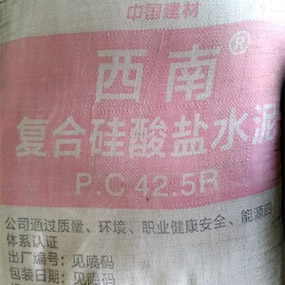 中国建材
西南®
复合硅酸盐水泥
P.C 42.5R
公司通过质量、环境、职业健康安全、能源管
体系认证
出厂编号：见喷码
包装日期：见喷码